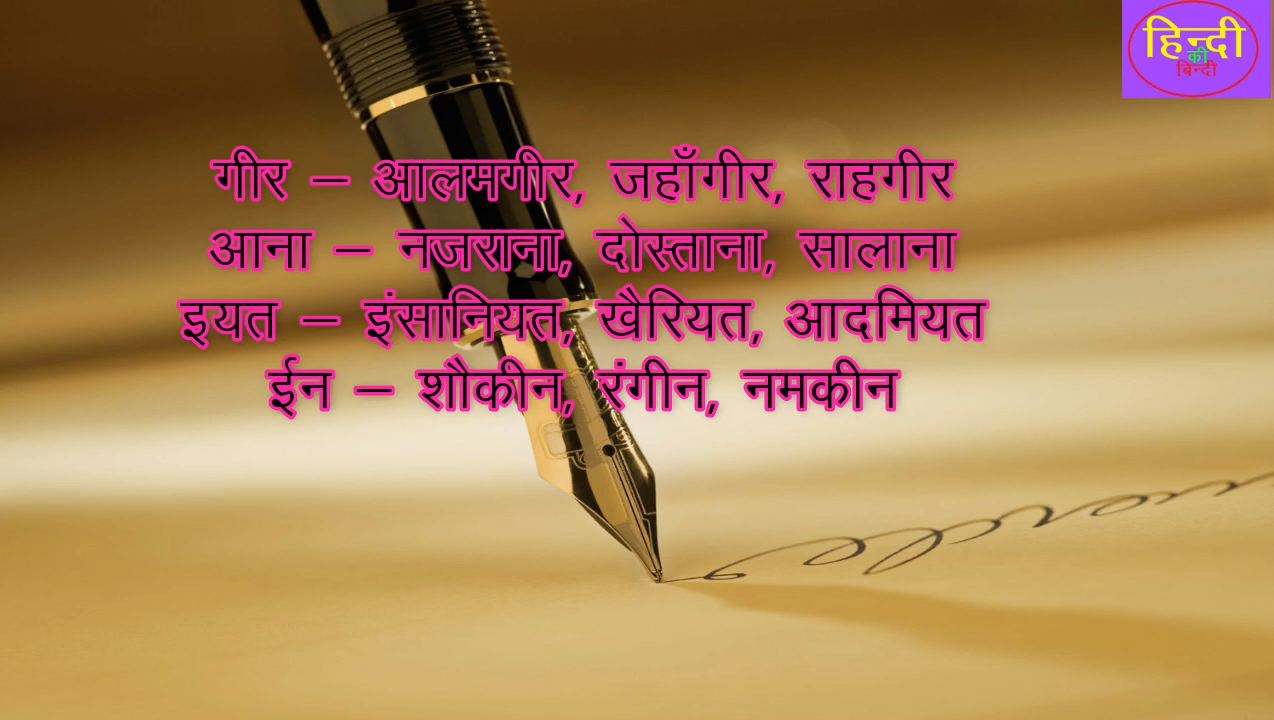 हिन्दी
की
बिन्दी
गीर – आलमगीर, जहाँगीर, राहगीर
आना – नजराना, दोस्ताना, सालाना
इयत – इंसानियत, खैरियत, आदमियत
ईन – शौकीन, रंगीन, नमकीन